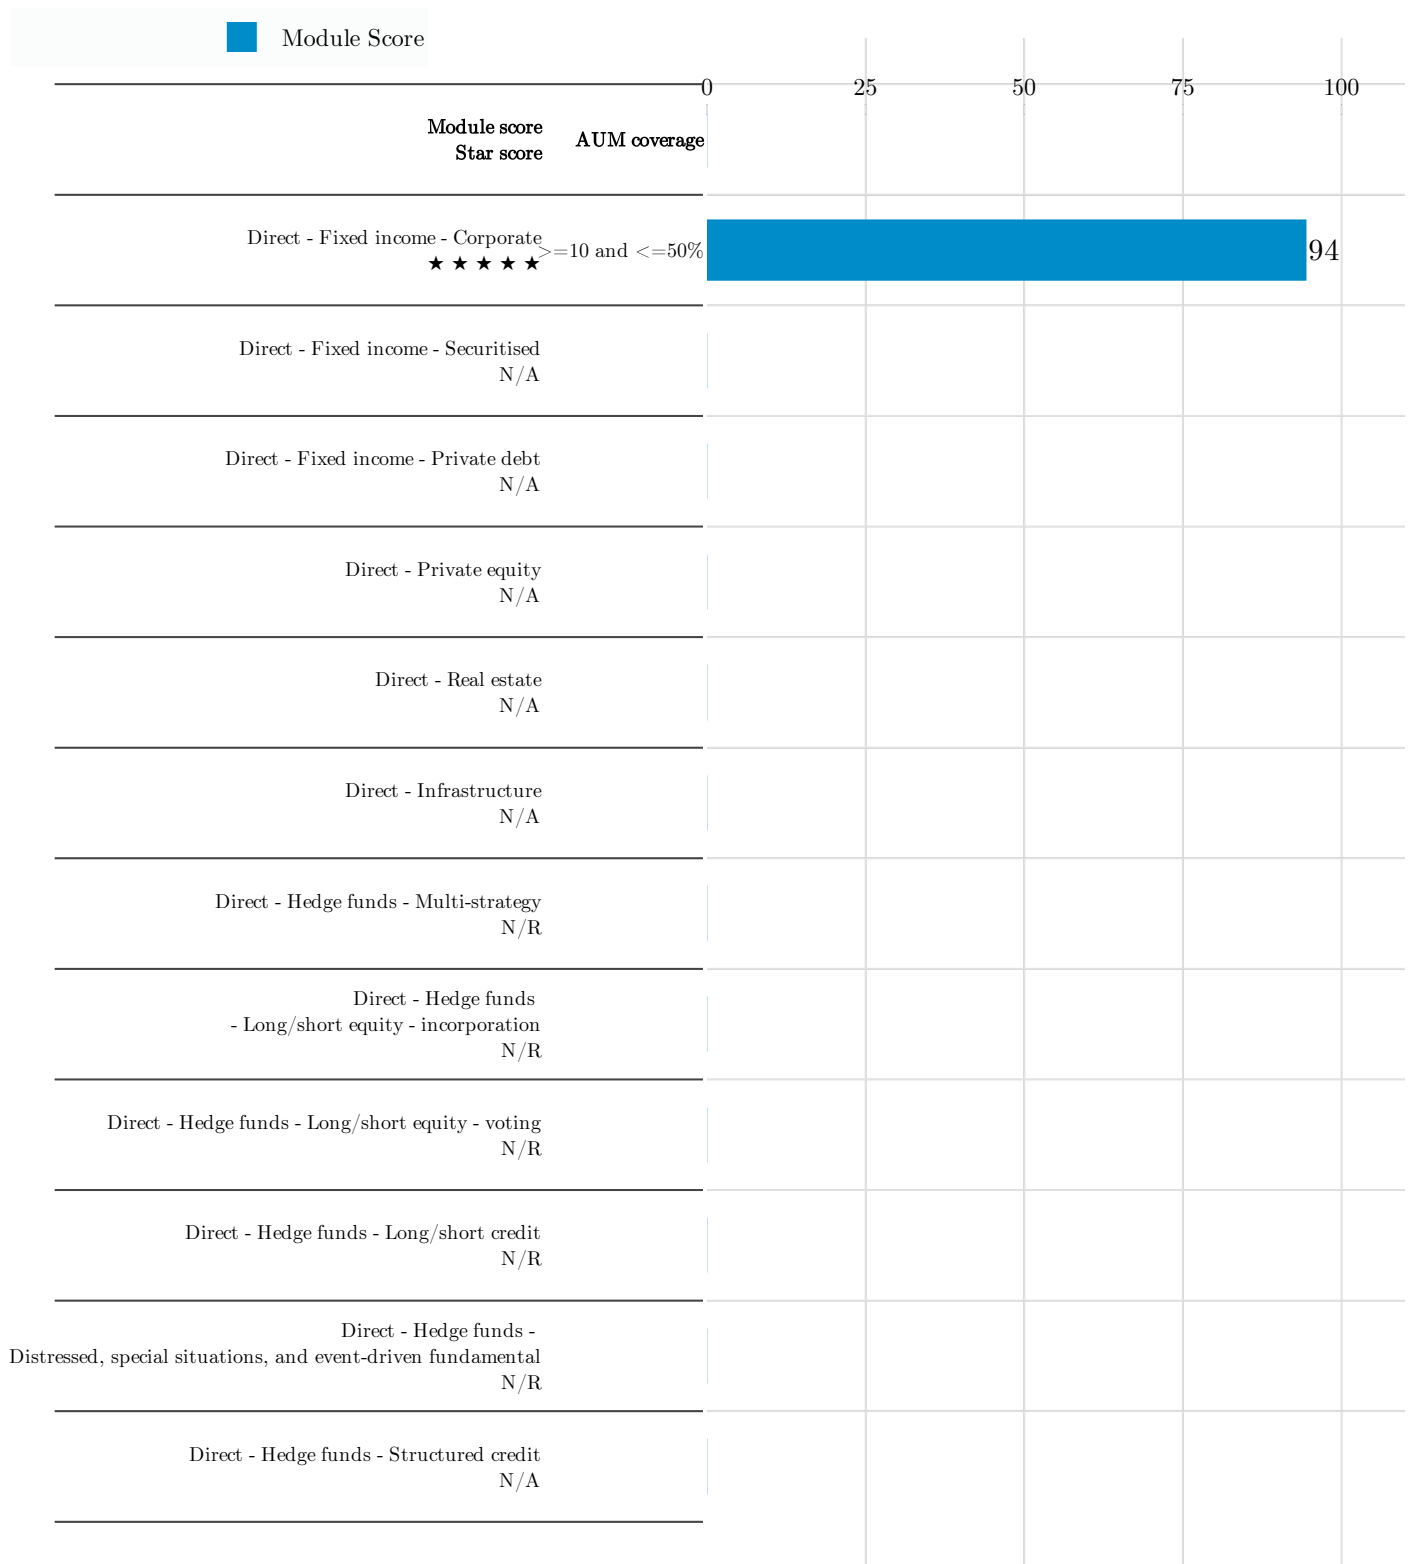 Module Score
0 25 50 75 100
Module score
Star score
AUM coverage
Direct - Fixed income - Corporate
★ ★ ★ ★ ★
>=10 and <=50%
94
Direct - Fixed income - Securitised
N/A
Direct - Fixed income - Private debt
N/A
Direct - Private equity
N/A
Direct - Real estate
N/A
Direct - Infrastructure
N/A
Direct - Hedge funds - Multi-strategy
N/R
Direct - Hedge funds
- Long/short equity - incorporation
N/R
Direct - Hedge funds - Long/short equity - voting
N/R
Direct - Hedge funds - Long/short credit
N/R
Direct - Hedge funds -
Distressed, special situations, and event-driven fundamental
N/R
Direct - Hedge funds - Structured credit
N/A